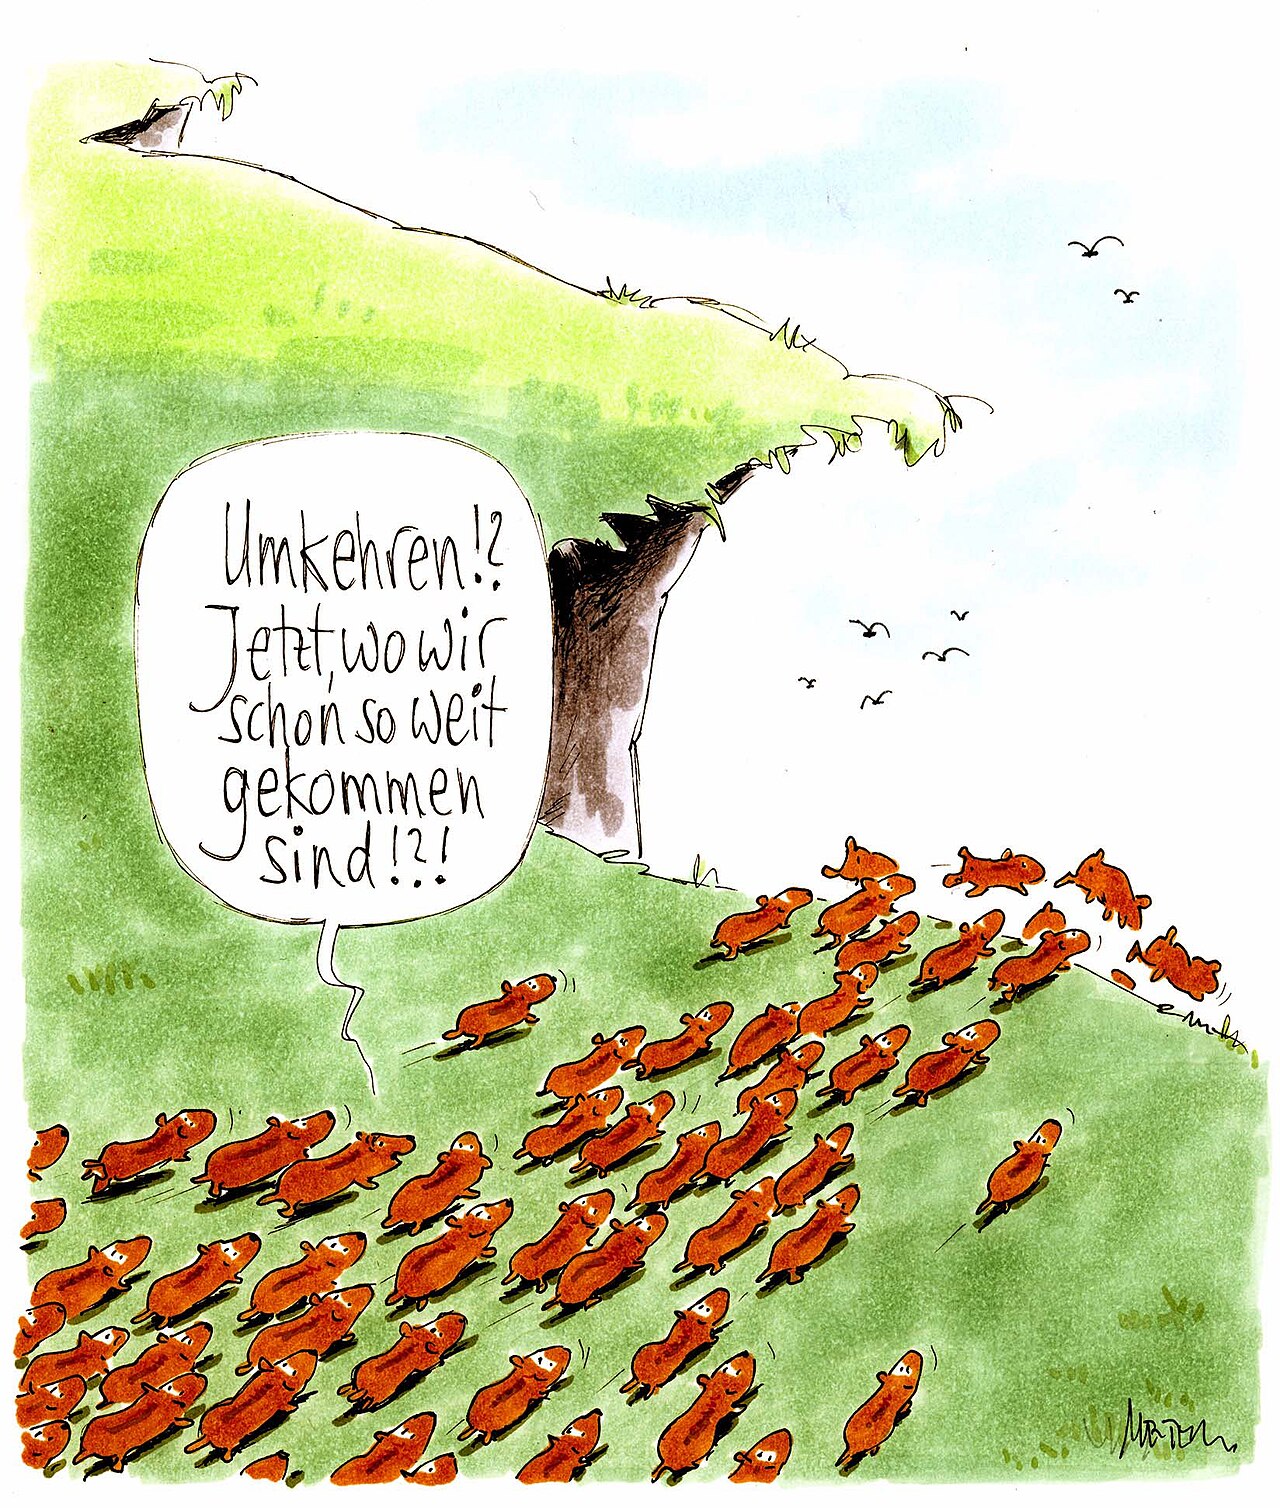 Umkehren!?
Jetzt, wo wir
schon so weit
gekommen
sind!?!